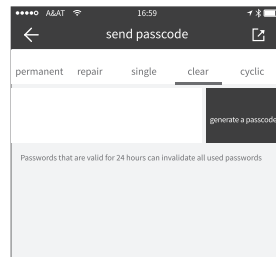 A&AT 16:59
send passcode
permanent repair single clear cyclic
generate a passcode
Passwords that are valid for 24 hours can invalidate all used passwords